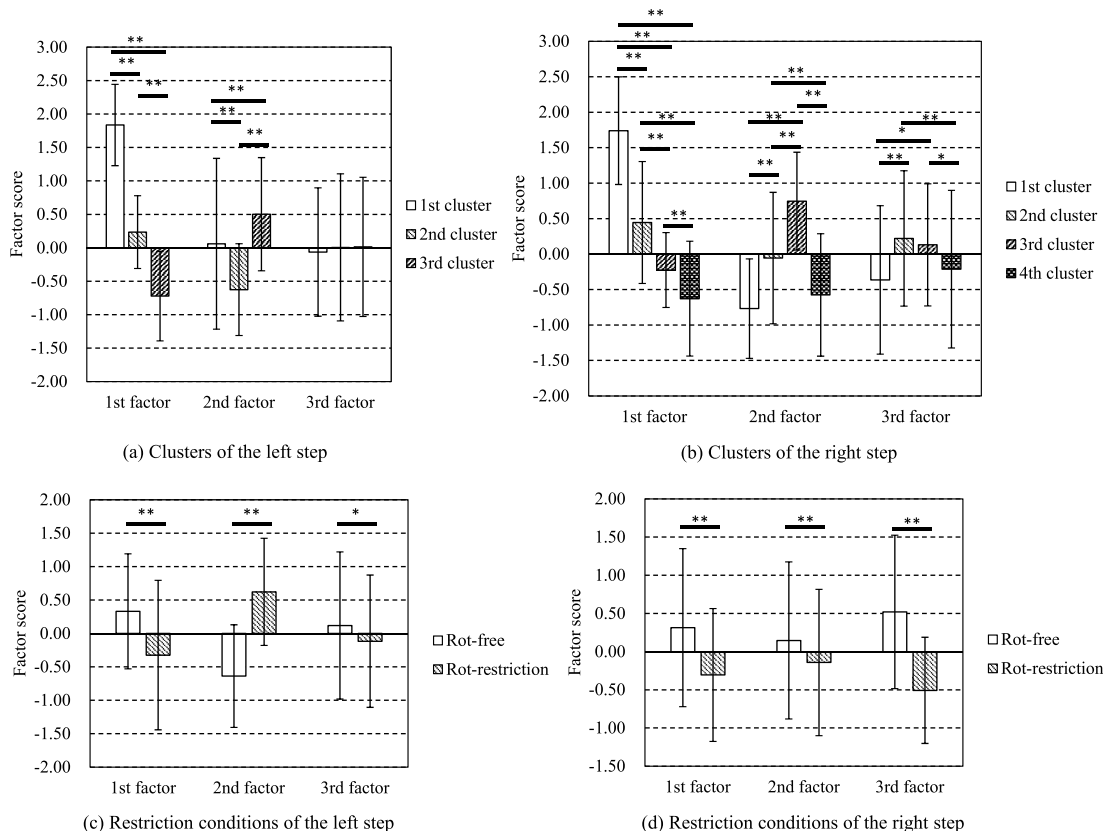 **
**
**
**
**
**
3.00
2.50
2.00
1.50
1.00
0.50
0.00
-0.50
-1.00
-1.50
-2.00
Factor score
1st factor
2nd factor
3rd factor
1st cluster
2nd cluster
3rd cluster
(a) Clusters of the left step
**
**
**
**
**
**
**
**
**
**
**
**
*
**
*
3.00
2.50
2.00
1.50
1.00
0.50
0.00
-0.50
-1.00
-1.50
-2.00
Factor score
1st factor
2nd factor
3rd factor
1st cluster
2nd cluster
3rd cluster
4th cluster
(b) Clusters of the right step
**
**
*
2.00
1.50
1.00
0.50
0.00
-0.50
-1.00
-1.50
-2.00
Factor score
1st factor
2nd factor
3rd factor
Rot-free
Rot-restriction
(c) Restriction conditions of the left step
**
**
**
2.00
1.50
1.00
0.50
0.00
-0.50
-1.00
-1.50
Factor score
1st factor
2nd factor
3rd factor
Rot-free
Rot-restriction
(d) Restriction conditions of the right step